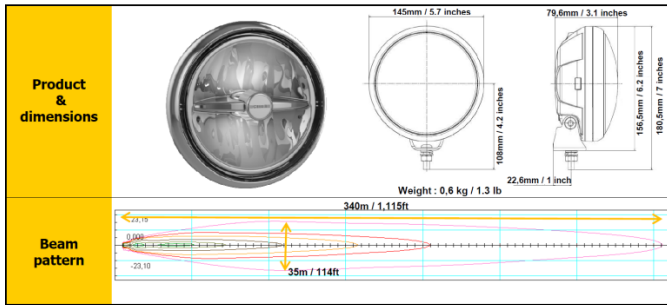 Product
&
dimensions
145mm / 5.7 inches
79,6mm / 3.1 inches
108mm / 4.2 inches
156,5mm / 6.2 inches
180,5mm / 7 inches
22,6mm / 1 inch
Weight : 0,6 kg / 1.3 lb
Beam
pattern
340m / 1,115ft
23,15
0,000
-23,10
35m / 114ft